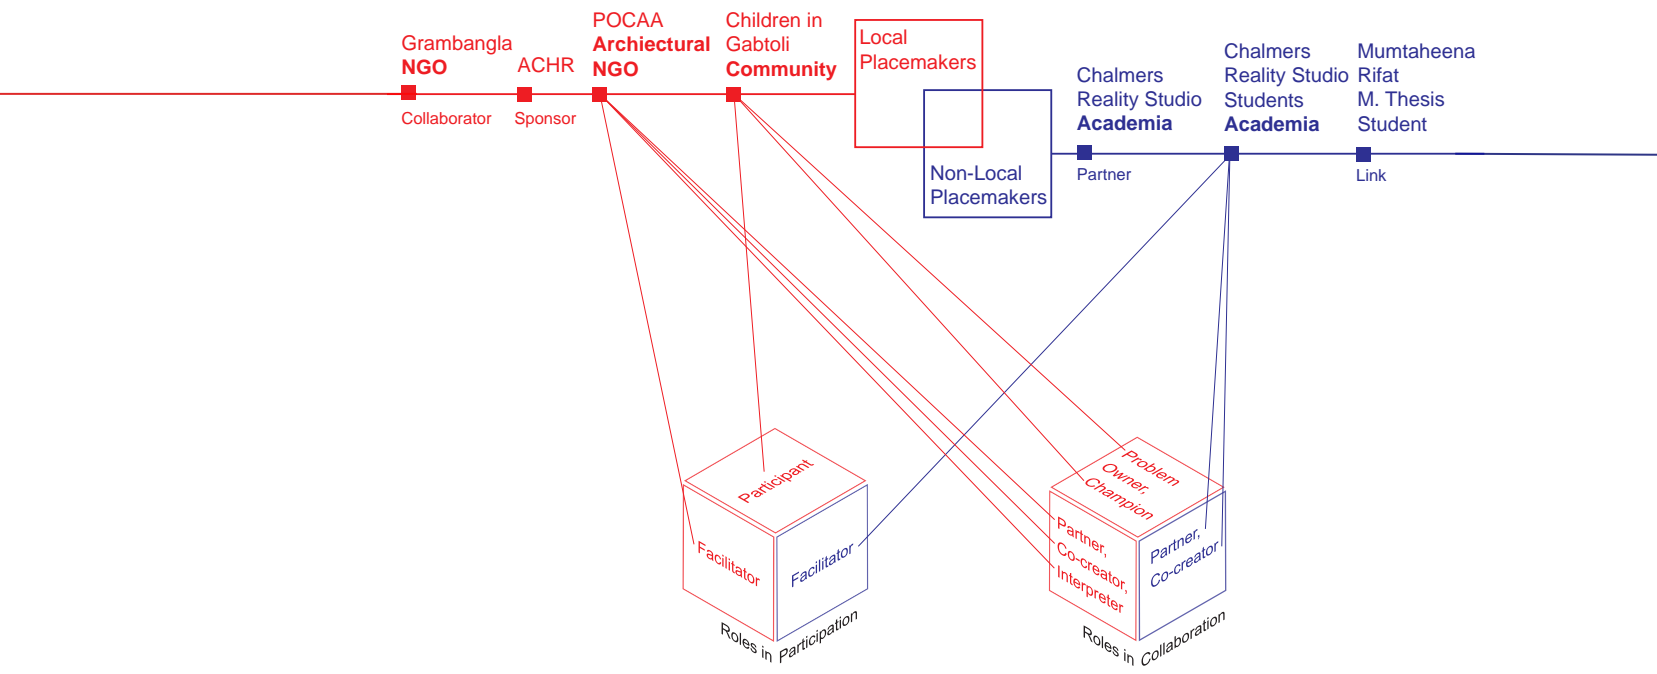 Grambangla
NGO
Collaborator
ACHR
Sponsor
POCAA
Archiectural
NGO
Children in
Gabtoli
Community
Local
Placemakers
Non-Local
Placemakers
Chalmers
Reality Studio
Academia
Partner
Chalmers
Reality Studio
Students
Academia
Mumtaheena
Rifat
M. Thesis
Student
Link
Participant
Facilitator
Facilitator
Roles in Participation
Problem
Owner,
Champion
Partner,
Co-creator,
Interpreter
Partner,
Co-creator
Roles in Collaboration